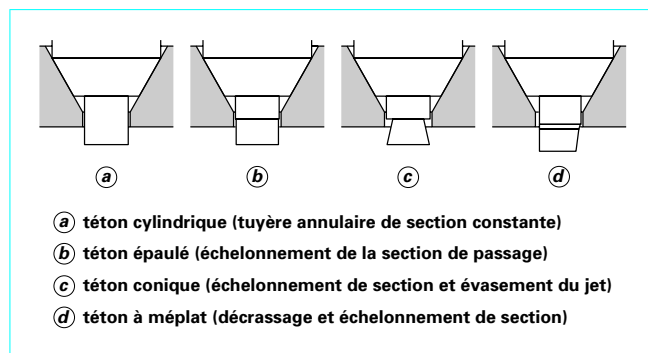 a b c d
a téton cylindrique (tuyère annulaire de section constante)
b téton épaulé (échelonnement de la section de passage)
c téton conique (échelonnement de section et évasement du jet)
d téton à méplat (décrassage et échelonnement de section)